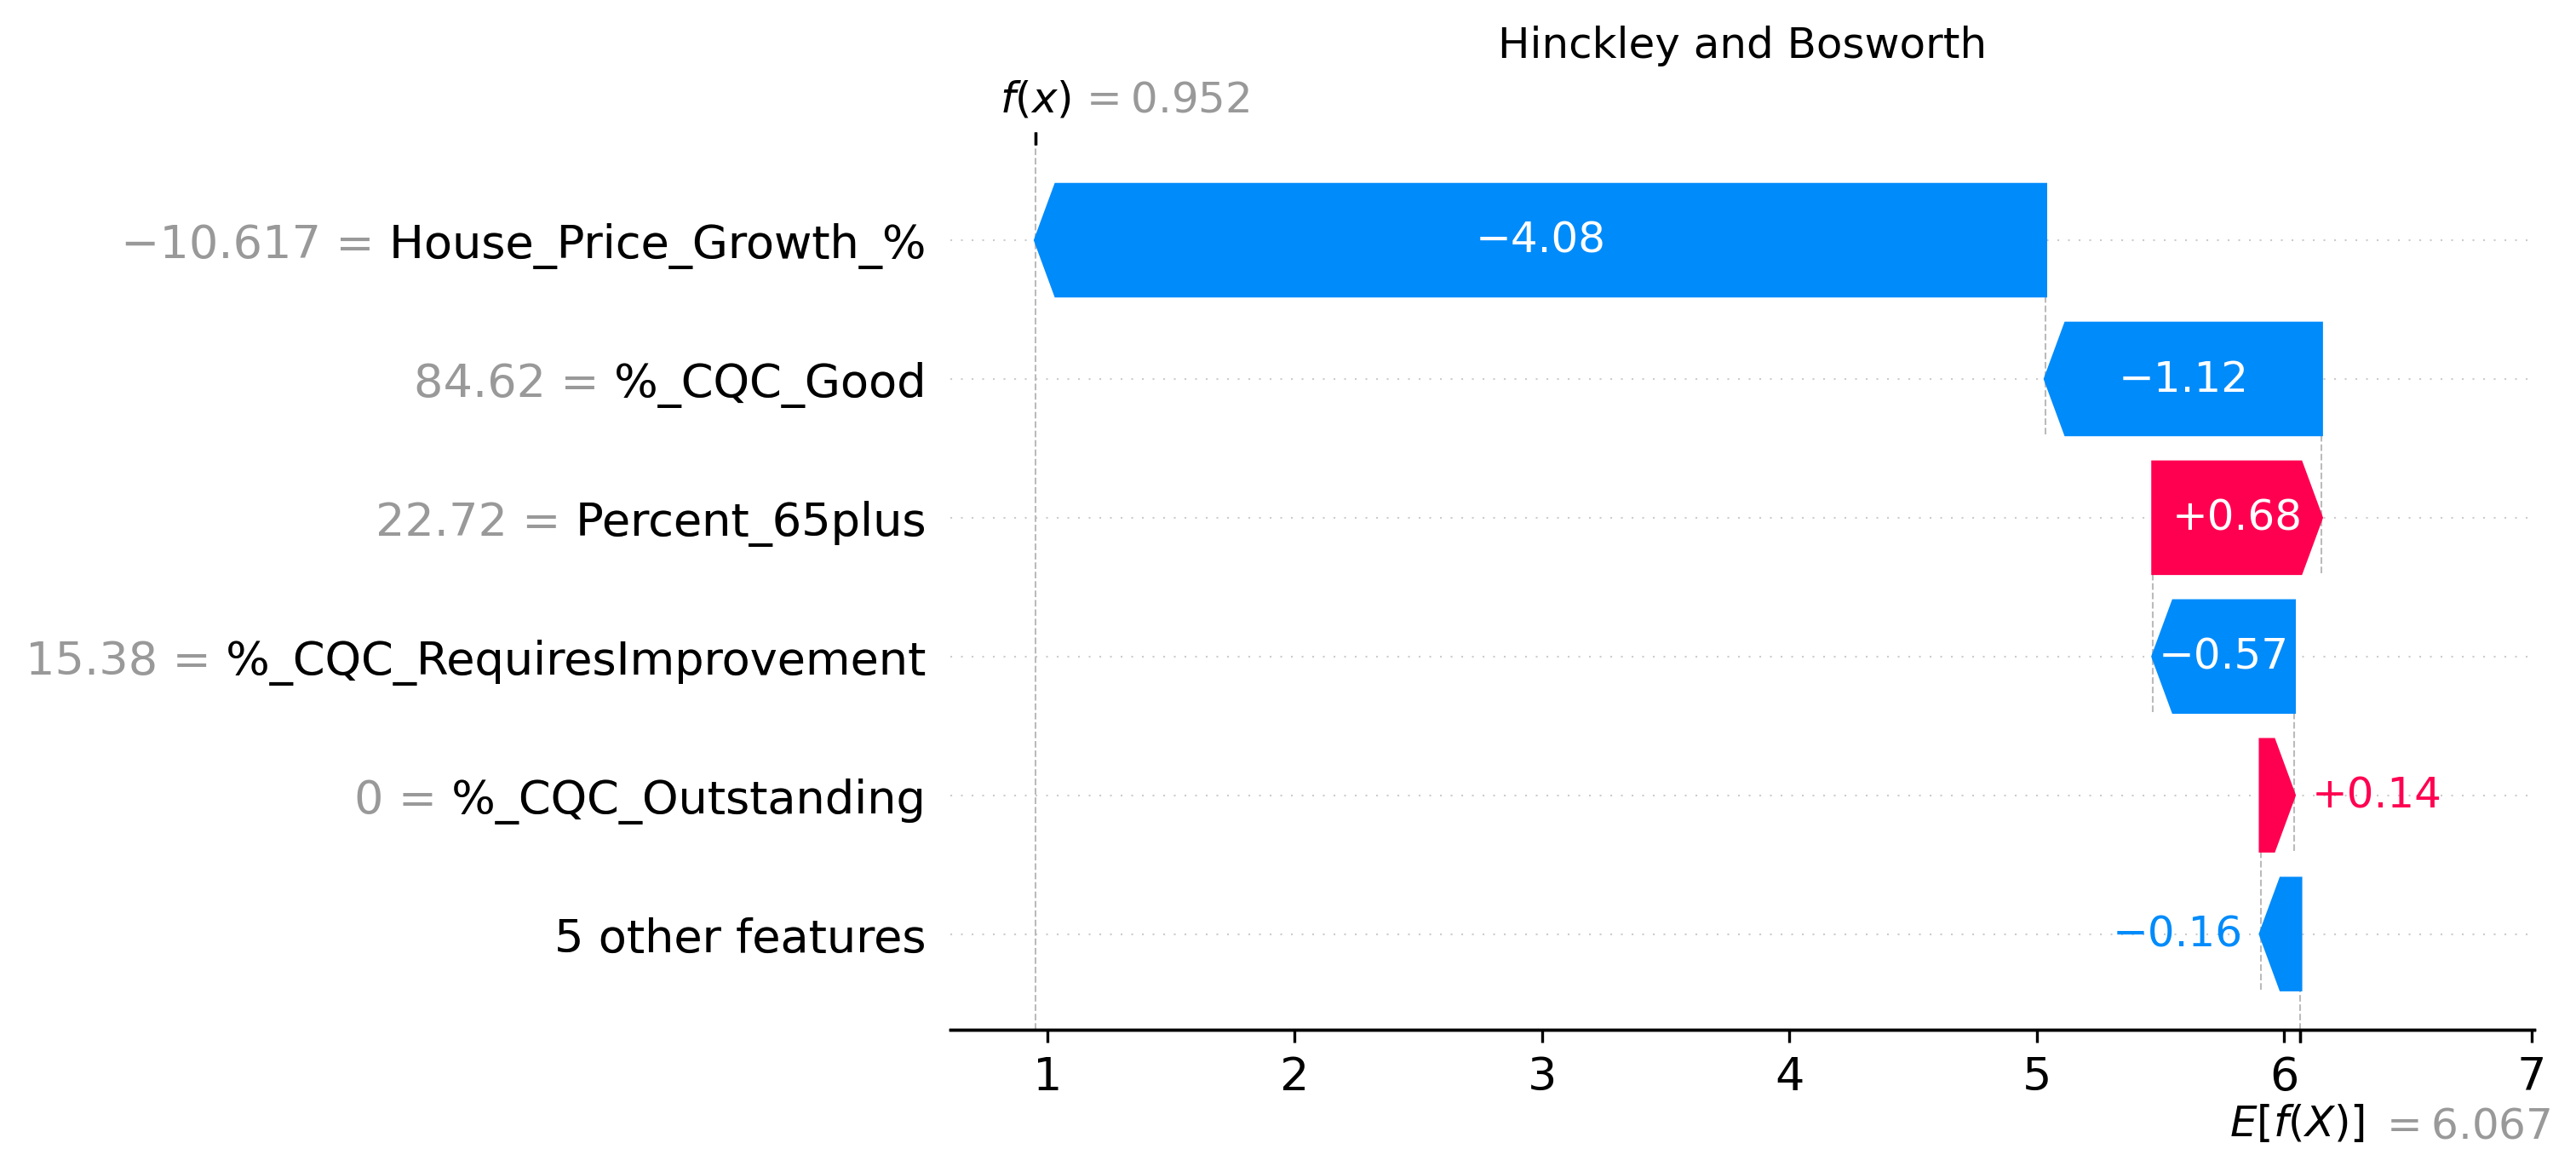 Hinckley and Bosworth
f(x) = 0.952
−10.617 = House_Price_Growth_% −4.08
84.62 = %_CQC_Good −1.12
22.72 = Percent_65plus +0.68
15.38 = %_CQC_RequiresImprovement −0.57
0 = %_CQC_Outstanding +0.14
5 other features −0.16
1 2 3 4 5 6 7
E[f(X)] = 6.067